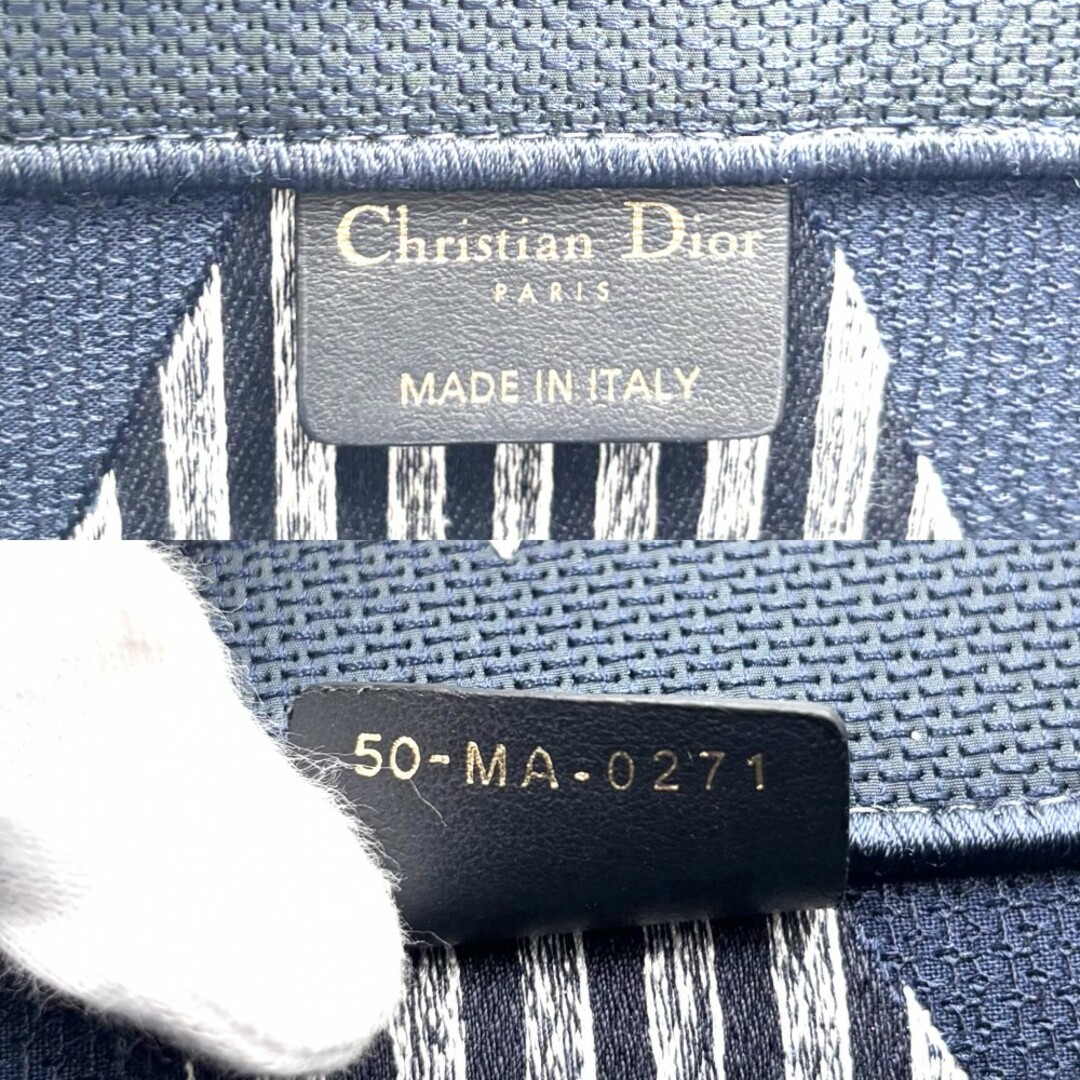 Christian Dior
PARIS
MADE IN ITALY
50-MA-0271